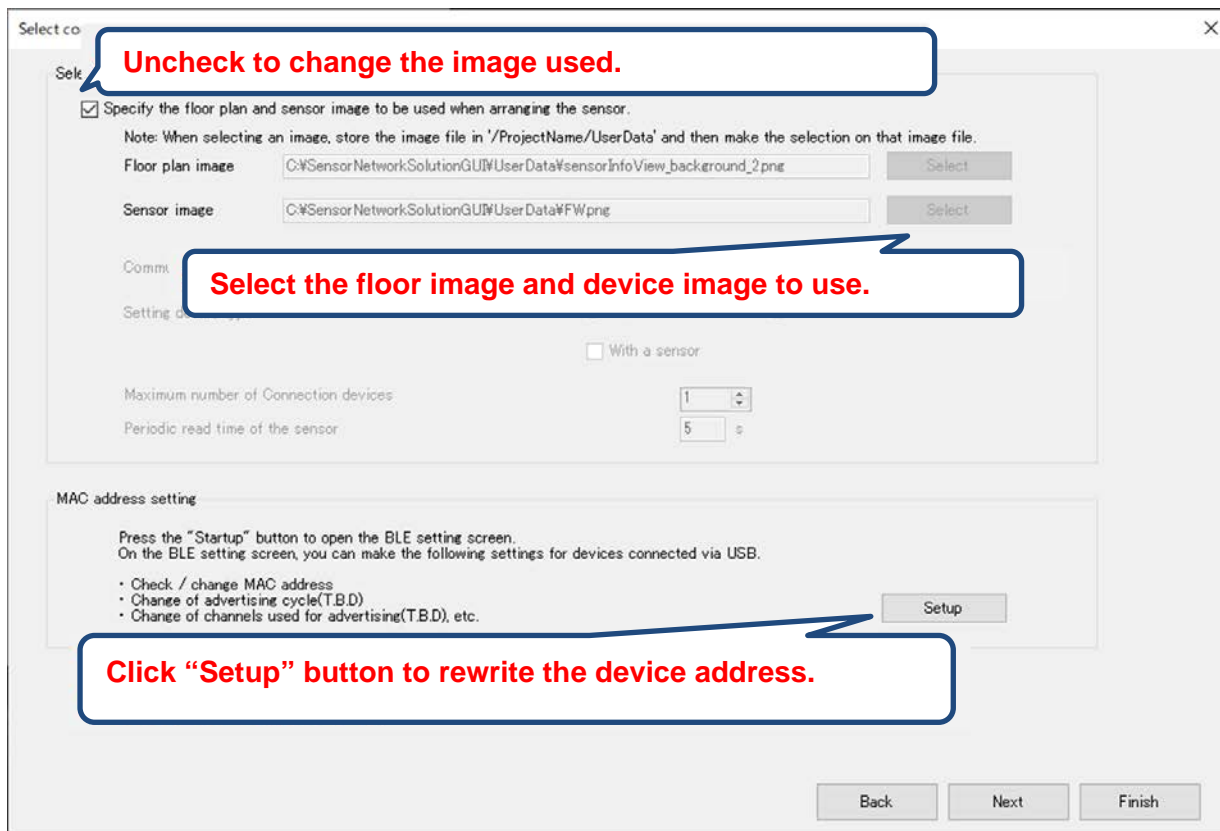 Select co
Uncheck to change the image used.
Sele
Specify the floor plan and sensor image to be used when arranging the sensor.
Note: When selecting an image, store the image file in '/ProjectName/UserData' and then make the selection on that image file.
Floor plan image C:¥SensorNetworkSolutionGUI¥UserData¥sensorInfoView_background_2.png Select
Sensor image C:¥SensorNetworkSolutionGUI¥UserData¥FW.png Select
Commu
Select the floor image and device image to use.
Setting
With a sensor
Maximum number of Connection devices 1
Periodic read time of the sensor 5 s
MAC address setting
Press the "Startup" button to open the BLE setting screen.
On the BLE setting screen, you can make the following settings for devices connected via USB.
・Check / change MAC address
・Change of advertising cycle(T.B.D)
・Change of channels used for advertising(T.B.D), etc.
Setup
Click “Setup” button to rewrite the device address.
Back Next Finish